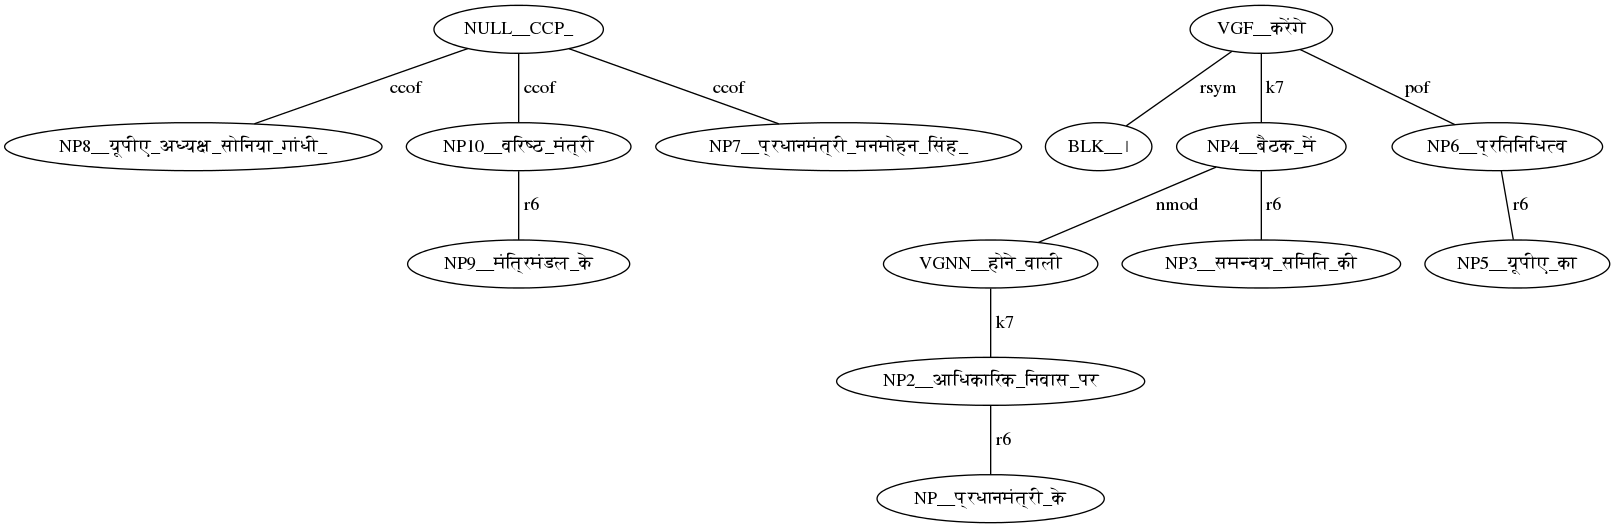 NULL__CCP_ VGF__करेंगे
ccof ccof ccof rsym k7 pof
NP8__यूपीए_अध्यक्ष_सोनिया_गांधी_ NP10__वरिष्ठ_मंत्री NP7__प्रधानमंत्री_मनमोहन_सिंह_ BLK__। NP4__बैठक_में NP6__प्रतिनिधित्व
r6 nmod r6 r6
NP9__मंत्रिमंडल_के VGNN__होने_वाली NP3__समन्वय_समिति_की NP5__यूपीए_का
k7
NP2__आधिकारिक_निवास_पर
r6
NP__प्रधानमंत्री_के